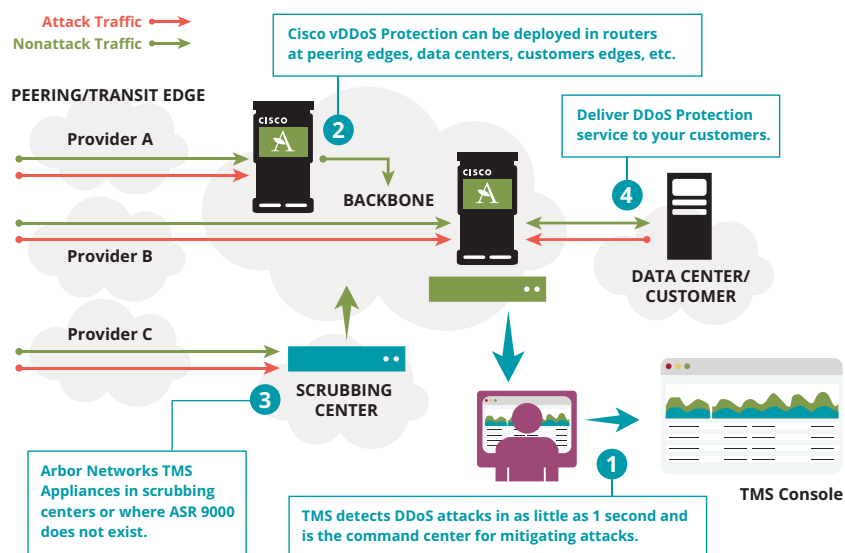 Attack Traffic
Nonattack Traffic
Cisco vDDoS Protection can be deployed in routers
at peering edges, data centers, customers edges, etc.
PEERING/TRANSIT EDGE
Provider A
CISCO
A
2
BACKBONE
Deliver DDoS Protection
service to your customers.
CISCO
A
4
Provider B
DATA CENTER/
CUSTOMER
Provider C
3
SCRUBBING
CENTER
Arbor Networks TMS
Appliances in scrubbing
centers or where ASR 9000
does not exist.
1
TMS detects DDoS attacks in as little as 1 second and
is the command center for mitigating attacks.
TMS Console